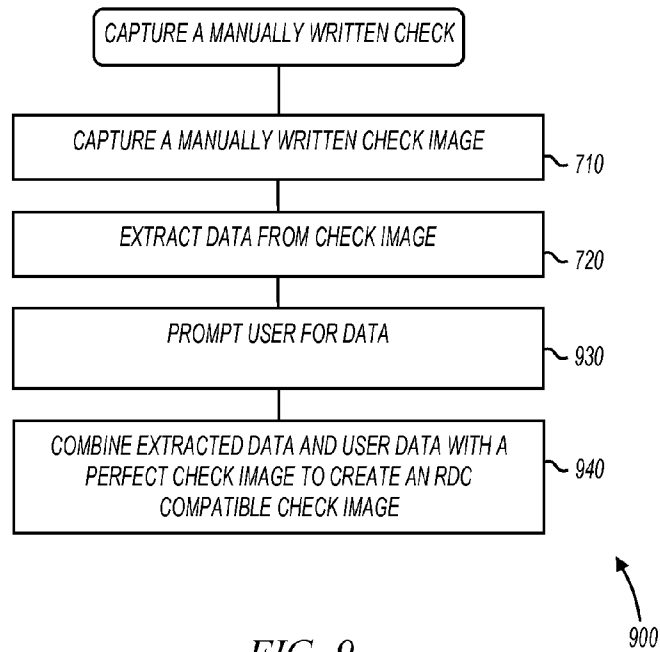 CAPTURE A MANUALLY WRITTEN CHECK
CAPTURE A MANUALLY WRITTEN CHECK IMAGE
710
EXTRACT DATA FROM CHECK IMAGE
720
PROMPT USER FOR DATA
930
COMBINE EXTRACTED DATA AND USER DATA WITH A
PERFECT CHECK IMAGE TO CREATE AN RDC
COMPATIBLE CHECK IMAGE
940
900
FIG. 9